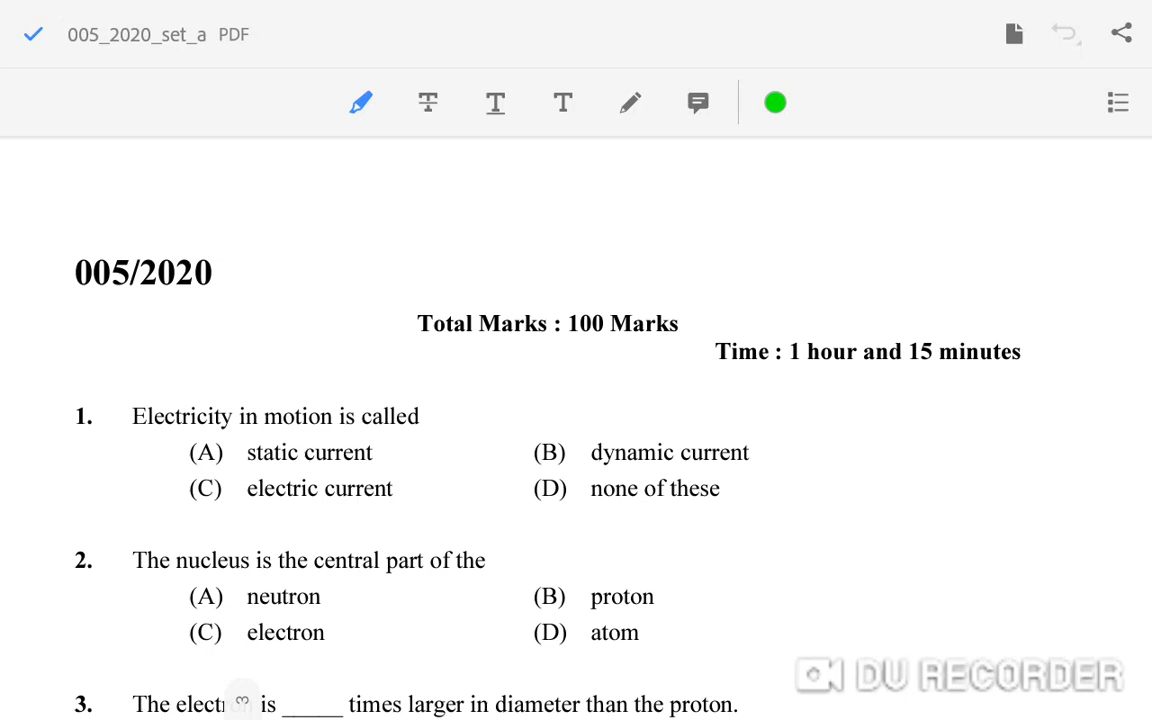 005_2020_set_a PDF
005/2020
Total Marks : 100 Marks
Time : 1 hour and 15 minutes
1. Electricity in motion is called
(A) static current (B) dynamic current
(C) electric current (D) none of these
2. The nucleus is the central part of the
(A) neutron (B) proton
(C) electron (D) atom
DU RECORDER
3. The electron is _____ times larger in diameter than the proton.
3